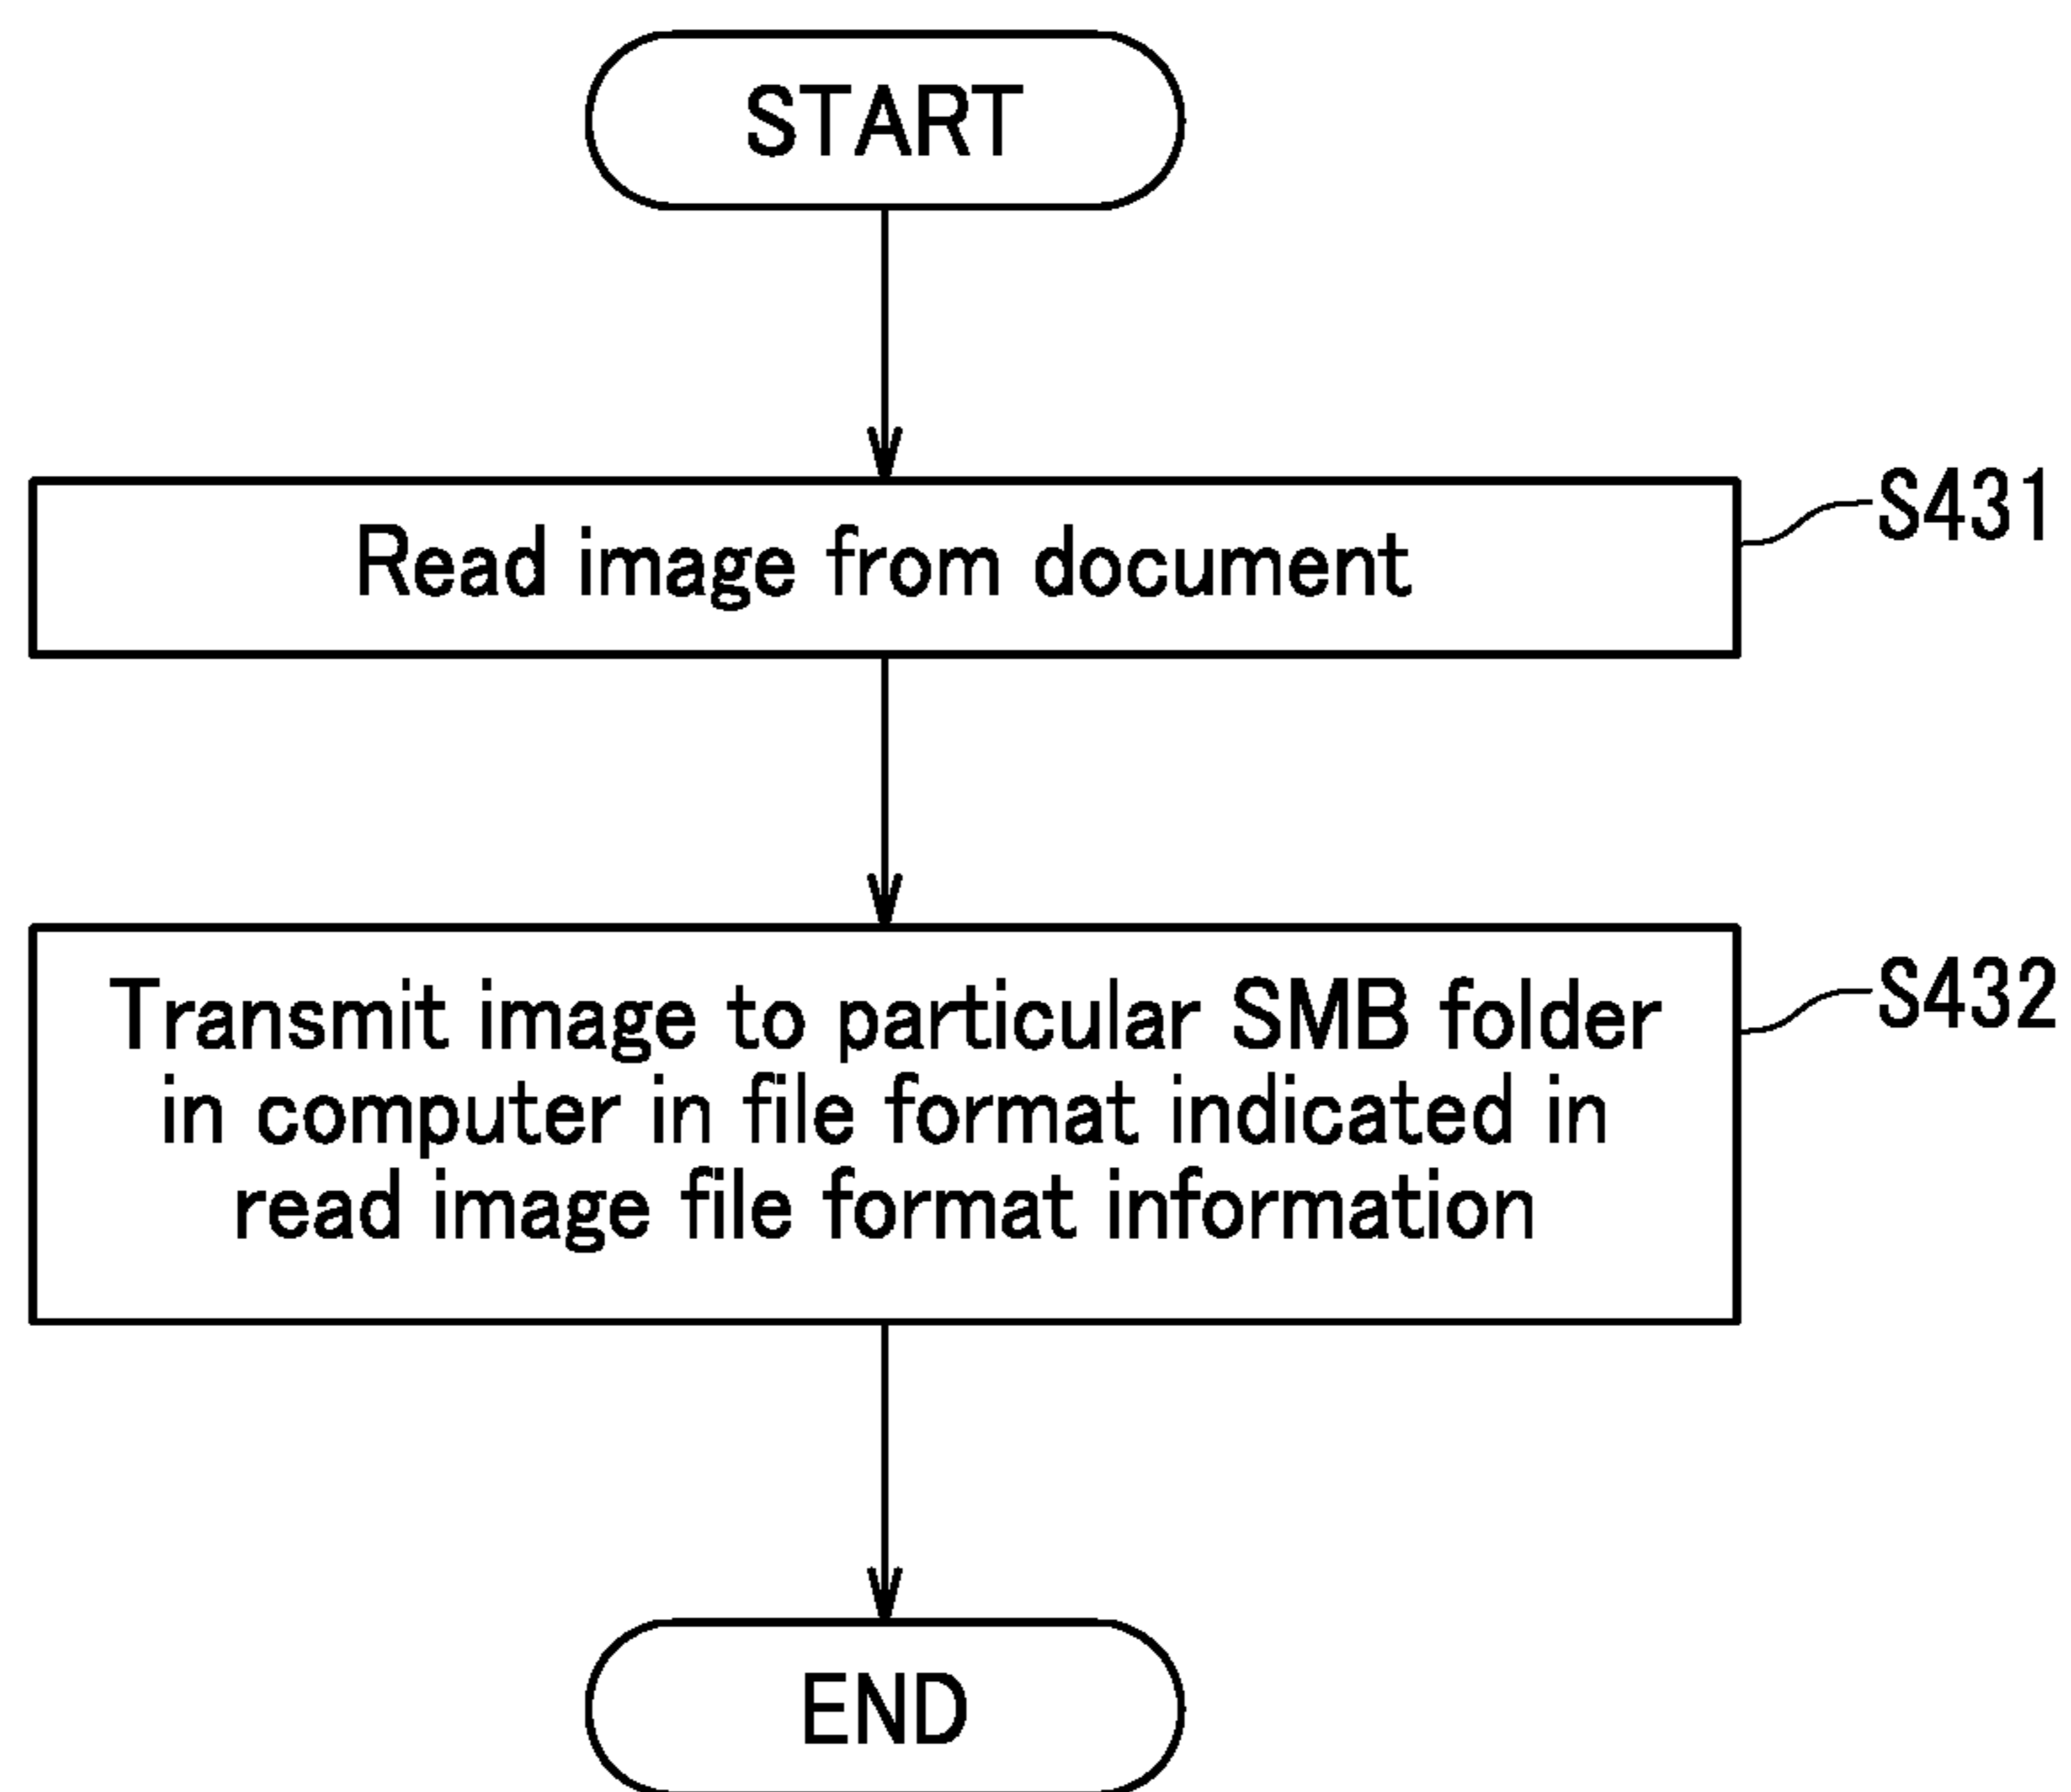 START
Read image from document
S431
Transmit image to particular SMB folder
in computer in file format indicated in
read image file format information
S432
END